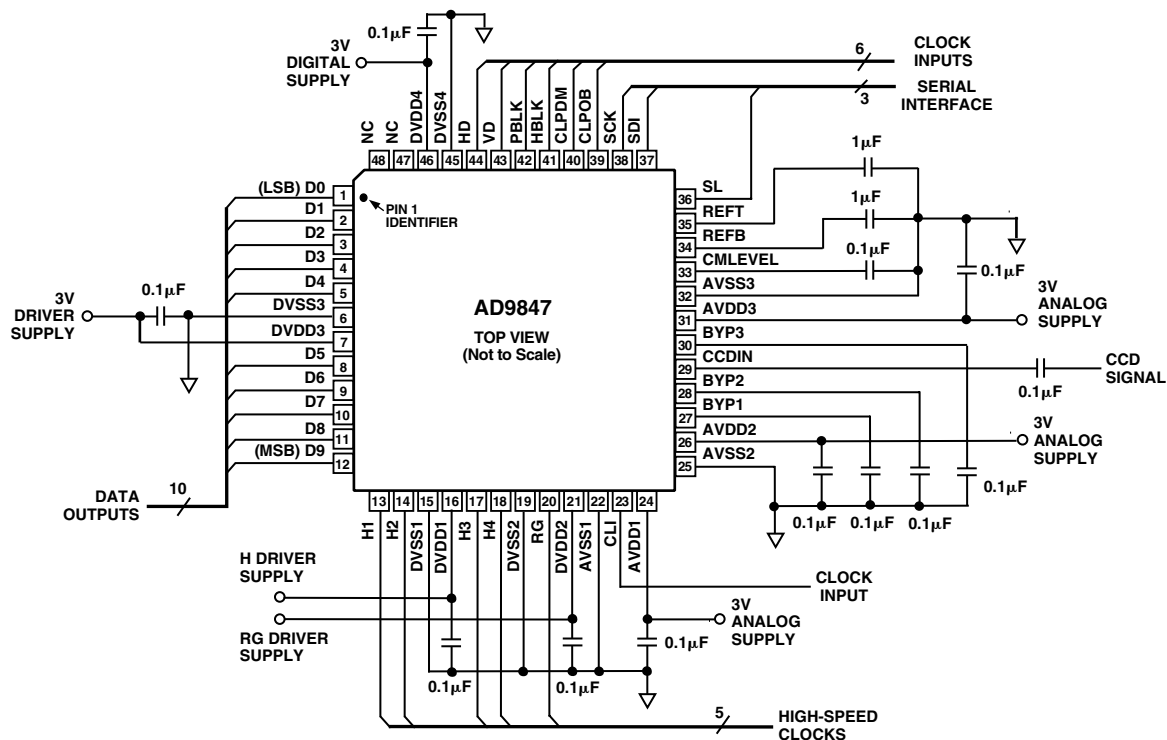 0.1µF
3V
DIGITAL
SUPPLY
6
CLOCK
INPUTS
3
SERIAL
INTERFACE
NC
NC
DVDD4
DVSS4
HD
VD
PBLK
HBLK
CLPDM
CLPOB
SCK
SDI
48
47
46
45
44
43
42
41
40
39
38
37
(LSB) D0
D1
D2
D3
D4
DVSS3
DVDD3
D5
D6
D7
D8
(MSB) D9
1
2
3
4
5
6
7
8
9
10
11
12
3V
DRIVER
SUPPLY
0.1µF
10
DATA
OUTPUTS
PIN 1
IDENTIFIER
AD9847
TOP VIEW
(Not to Scale)
36
35
34
33
32
31
30
29
28
27
26
25
SL
REFT
REFB
CMLEVEL
AVSS3
AVDD3
BYP3
CCDIN
BYP2
BYP1
AVDD2
AVSS2
1µF
1µF
0.1µF
0.1µF
3V
ANALOG
SUPPLY
CCD
SIGNAL
0.1µF
3V
ANALOG
SUPPLY
0.1µF
0.1µF
0.1µF
0.1µF
13
14
15
16
17
18
19
20
21
22
23
24
H1
H2
DVSS1
DVDD1
H3
H4
DVSS2
RG
DVDD2
AVSS1
CLI
AVDD1
H DRIVER
SUPPLY
RG DRIVER
SUPPLY
CLOCK
INPUT
3V
ANALOG
SUPPLY
0.1µF
0.1µF
0.1µF
5
HIGH-SPEED
CLOCKS